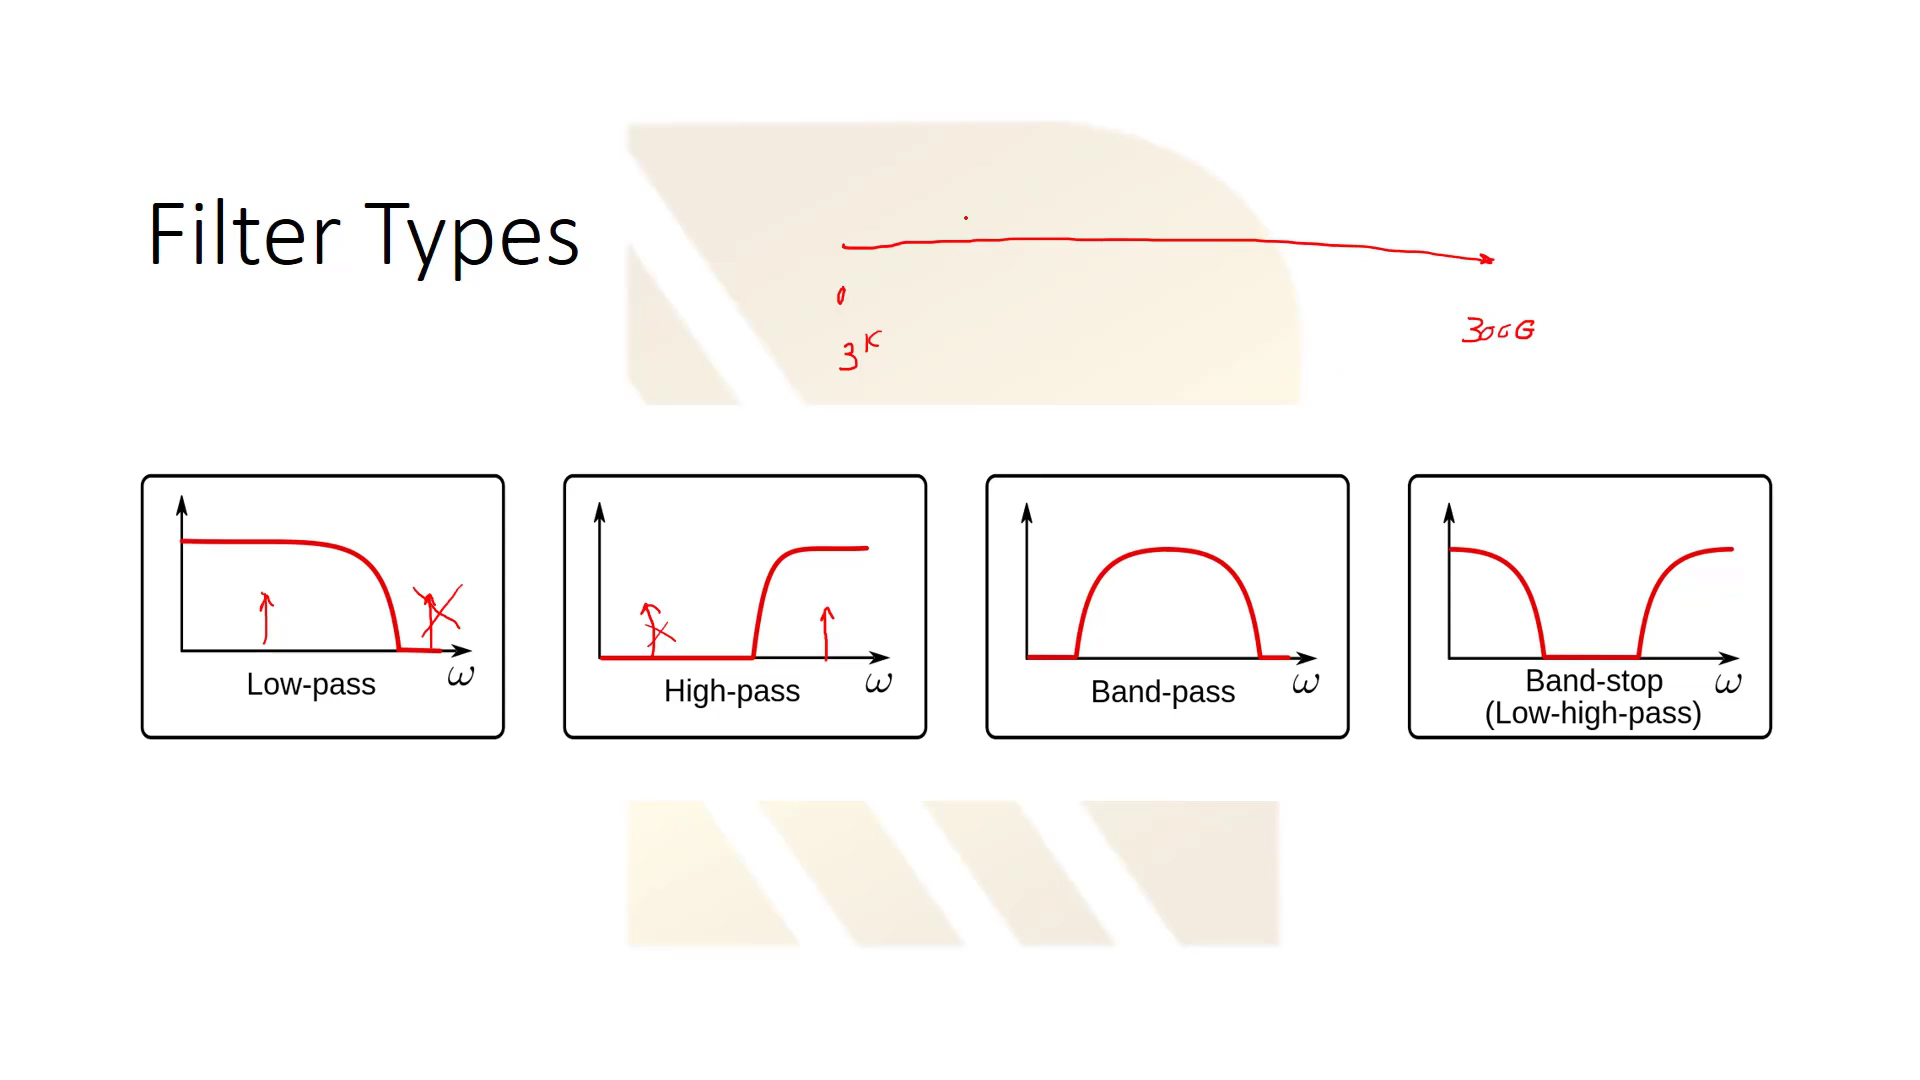 Filter Types
0
3K
300G
Low-pass
ω
High-pass
ω
Band-pass
ω
Band-stop
(Low-high-pass)
ω